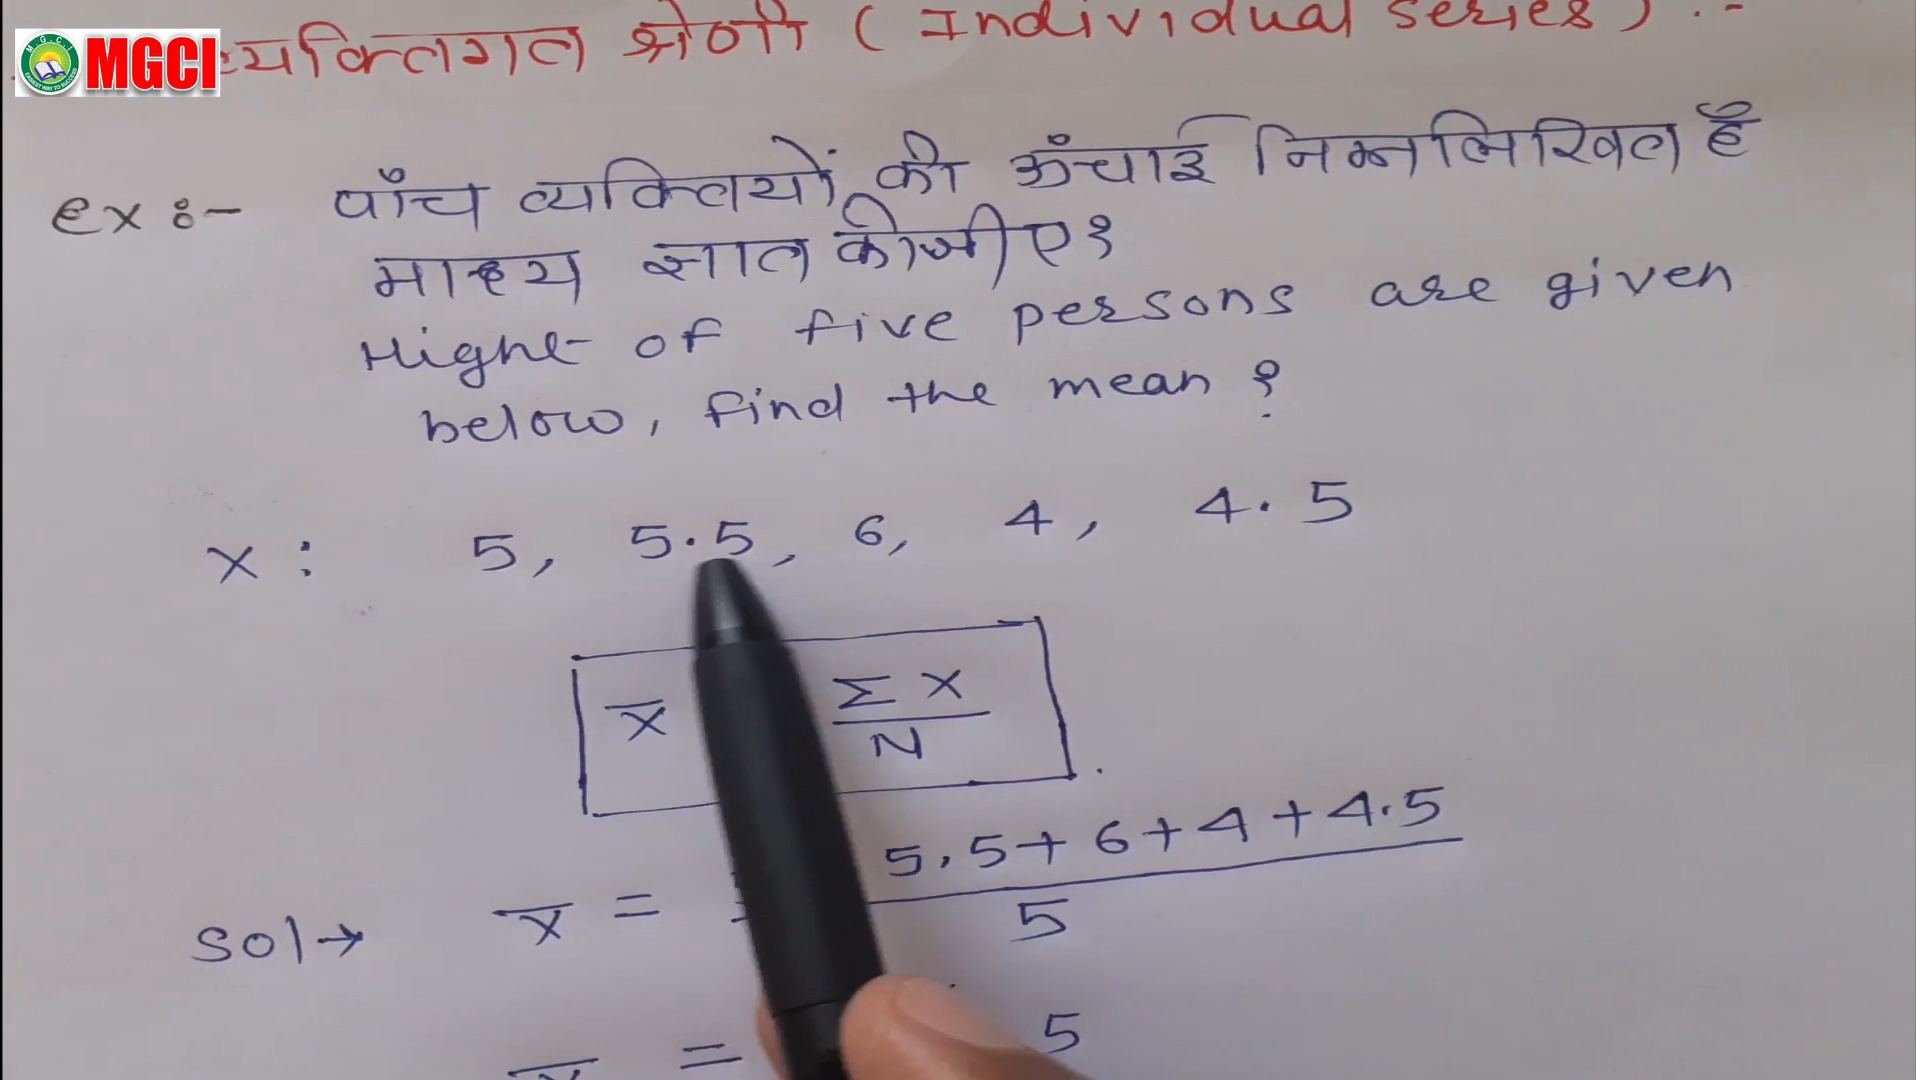 MGCI
व्यक्तिगत श्रेणी ( Individual series ) :-
ex :- पाँच व्यक्तियों की ऊँचाई निम्नलिखित है
माध्य ज्ञात कीजीए ?
Hight of five persons are given
below, find the mean ?
x : 5, 5.5, 6, 4, 4.5
x̄ Σx
N
5.5 + 6 + 4 + 4.5
Sol → x̄ =
5
x̄ = 5